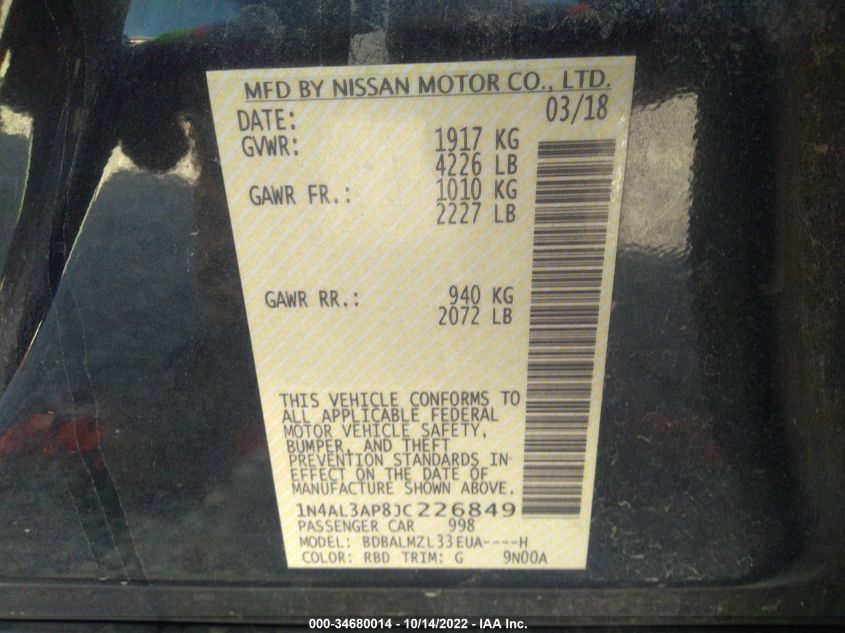 MFD BY NISSAN MOTOR CO., LTD.
DATE: 03/18
GVWR: 1917 KG
4226 LB
GAWR FR.: 1010 KG
2227 LB
GAWR RR.: 940 KG
2072 LB
THIS VEHICLE CONFORMS TO
ALL APPLICABLE FEDERAL
MOTOR VEHICLE SAFETY,
BUMPER, AND THEFT
PREVENTION STANDARDS IN
EFFECT ON THE DATE OF
MANUFACTURE SHOWN ABOVE.
1N4AL3AP8JC226849
PASSENGER CAR 998
MODEL: BDBALMZL33EUA----H
COLOR: RBD TRIM: G 9N00A
000-34680014 - 10/14/2022 - IAA Inc.